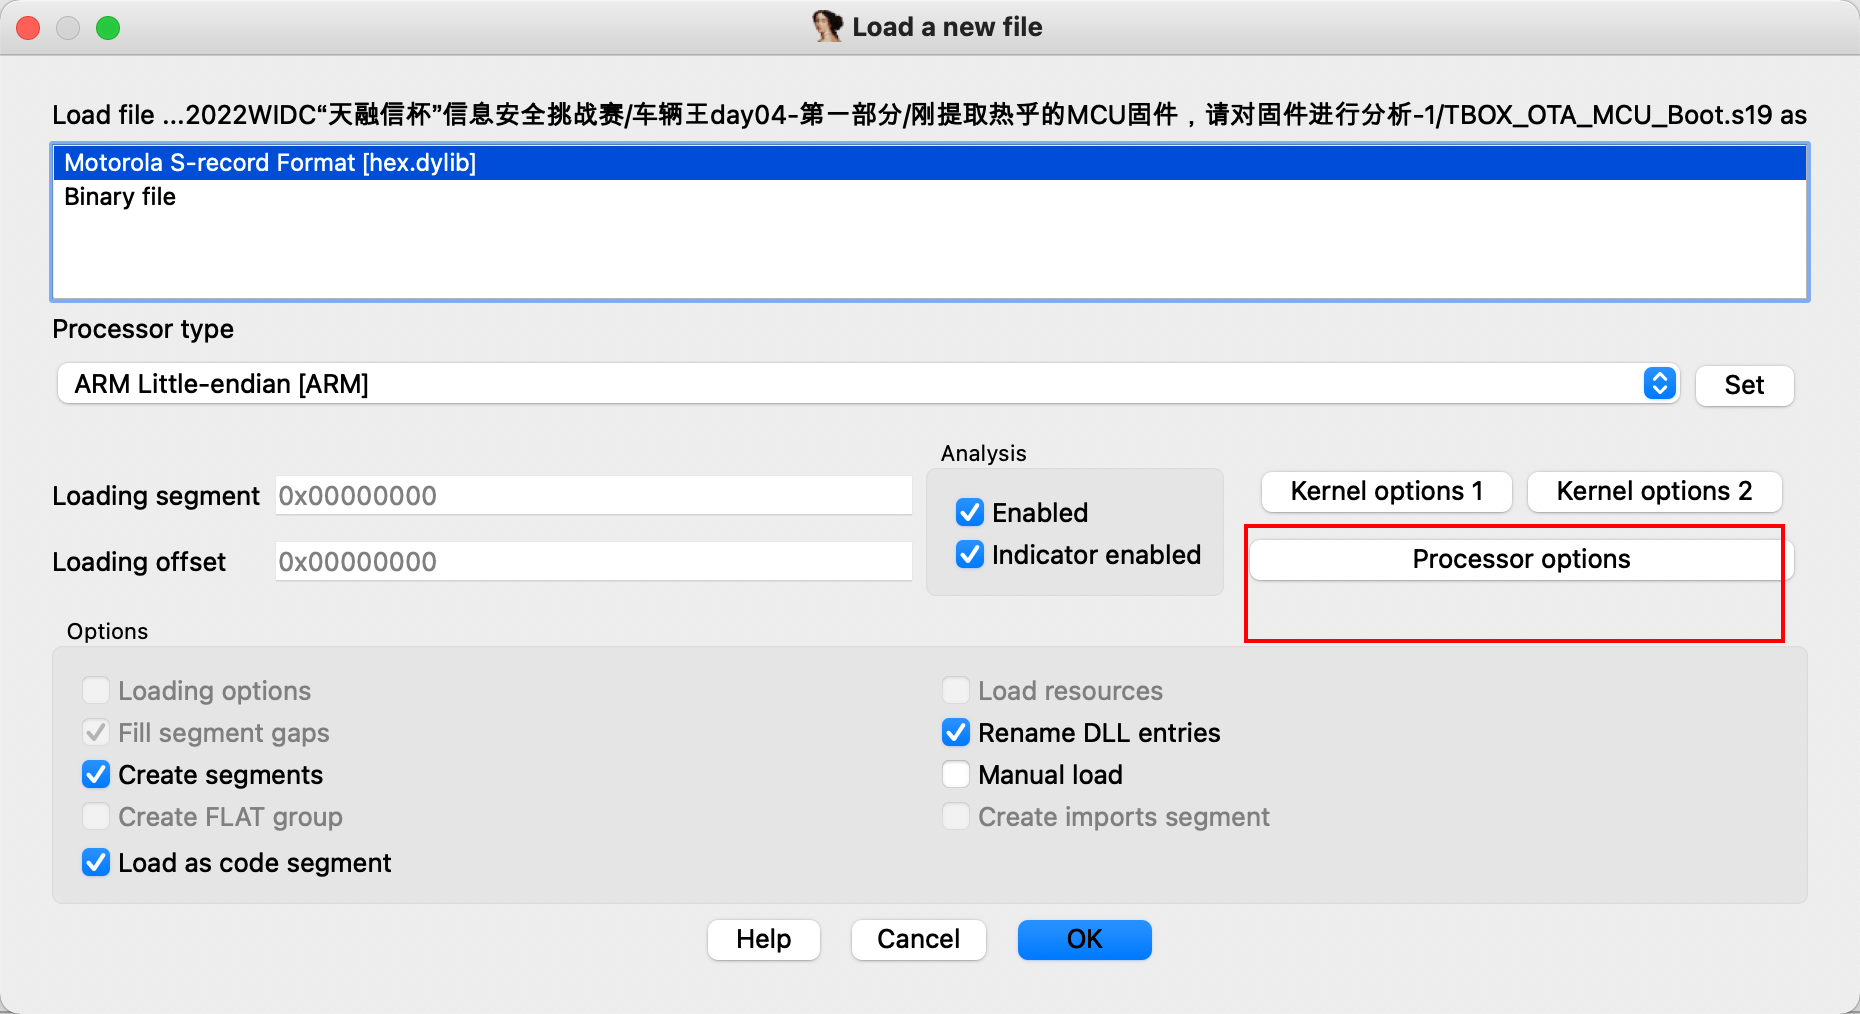 Load a new file
Load file ...2022WIDC“天融信杯”信息安全挑战赛/车辆王day04-第一部分/刚提取热乎的MCU固件，请对固件进行分析-1/TBOX_OTA_MCU_Boot.s19 as
Motorola S-record Format [hex.dylib]
Binary file
Processor type
ARM Little-endian [ARM]
Set
Analysis
Loading segment 0x00000000
Enabled
Kernel options 1
Kernel options 2
Loading offset 0x00000000
Indicator enabled
Processor options
Options
Loading options
Load resources
Fill segment gaps
Rename DLL entries
Create segments
Manual load
Create FLAT group
Create imports segment
Load as code segment
Help
Cancel
OK